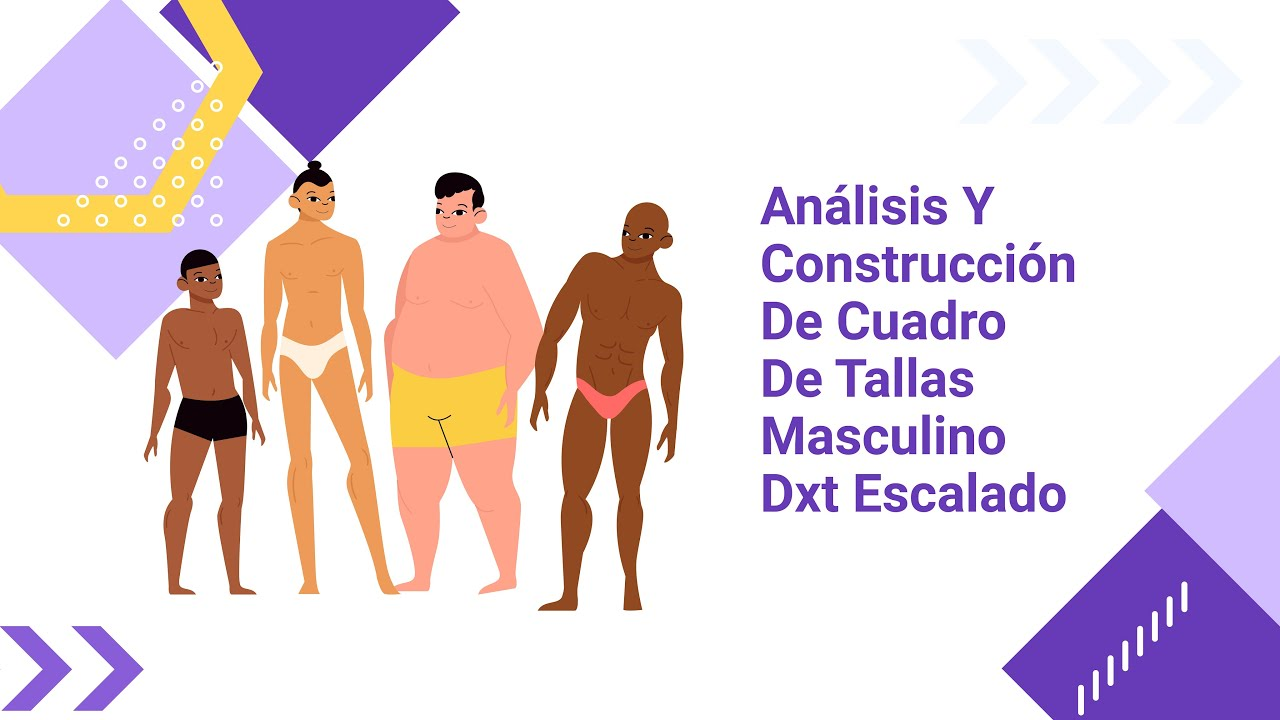 Análisis Y
Construcción
De Cuadro
De Tallas
Masculino
Dxt Escalado